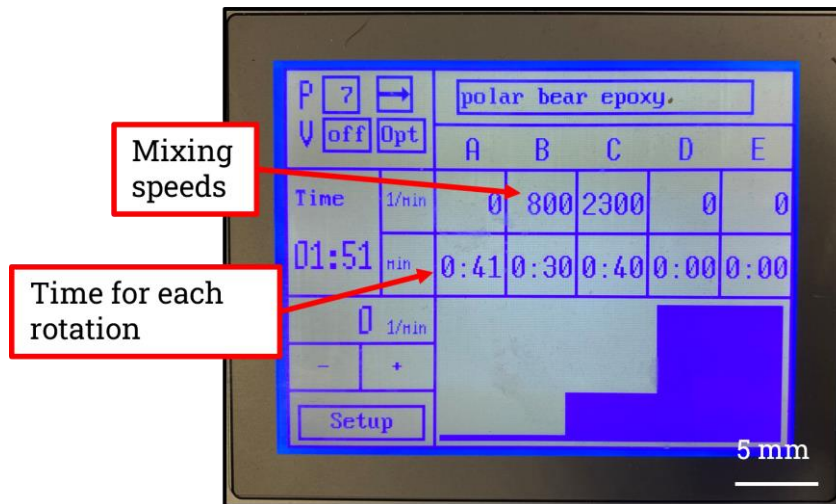 P 7 → polar bear epoxy.
V off Opt A B C D E
Mixing
speeds
Time 1/min 0 800 2300 0 0
01:51 min 0:41 0:30 0:40 0:00 0:00
Time for each
rotation
0 1/min
- +
Setup
5 mm